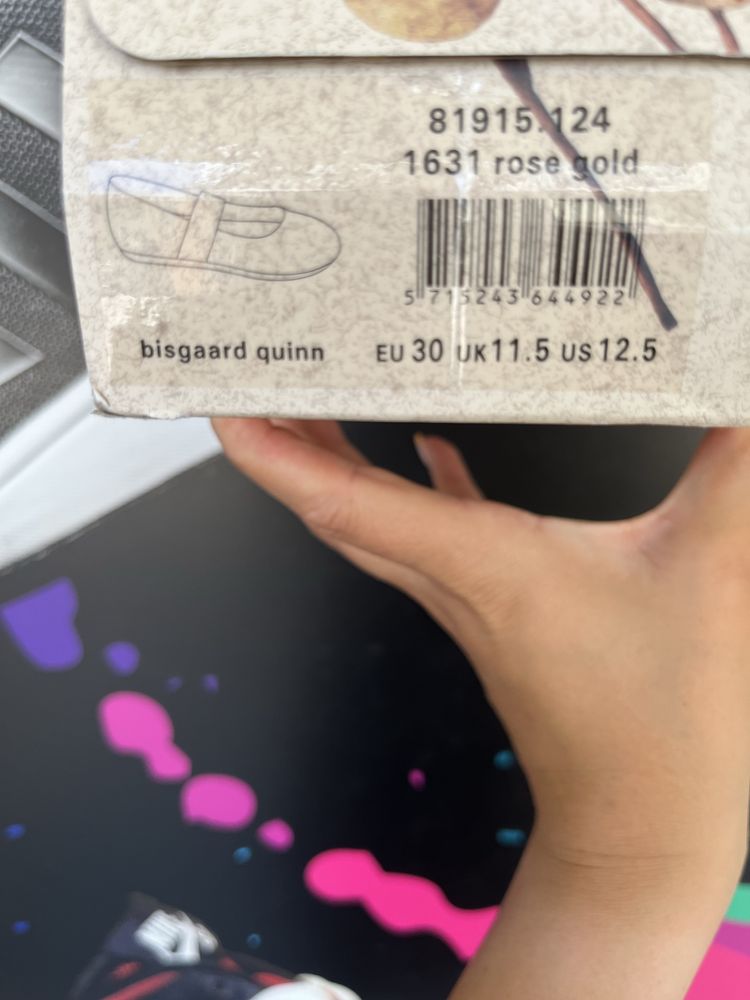 81915.124
1631 rose gold
5 715243 644922
bisgaard quinn
EU 30 UK 11.5 US 12.5